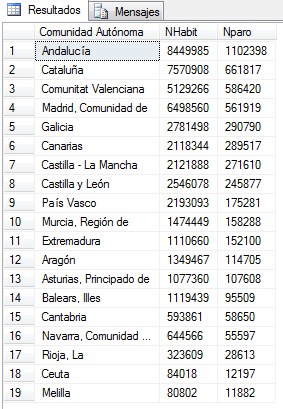 Resultados Mensajes
Comunidad Autónoma NHabit Nparo
1 Andalucía 8449985 1102398
2 Cataluña 7570908 661817
3 Comunitat Valenciana 5129266 586420
4 Madrid, Comunidad de 6498560 561919
5 Galicia 2781498 290790
6 Canarias 2118344 289517
7 Castilla - La Mancha 2121888 271610
8 Castilla y León 2546078 245877
9 País Vasco 2193093 175281
10 Murcia, Región de 1474449 158288
11 Extremadura 1110660 152100
12 Aragón 1349467 114705
13 Asturias, Principado de 1077360 107608
14 Balears, Illes 1119439 95509
15 Cantabria 593861 58650
16 Navarra, Comunidad ... 644566 55597
17 Rioja, La 323609 28613
18 Ceuta 84018 12197
19 Melilla 80802 11882